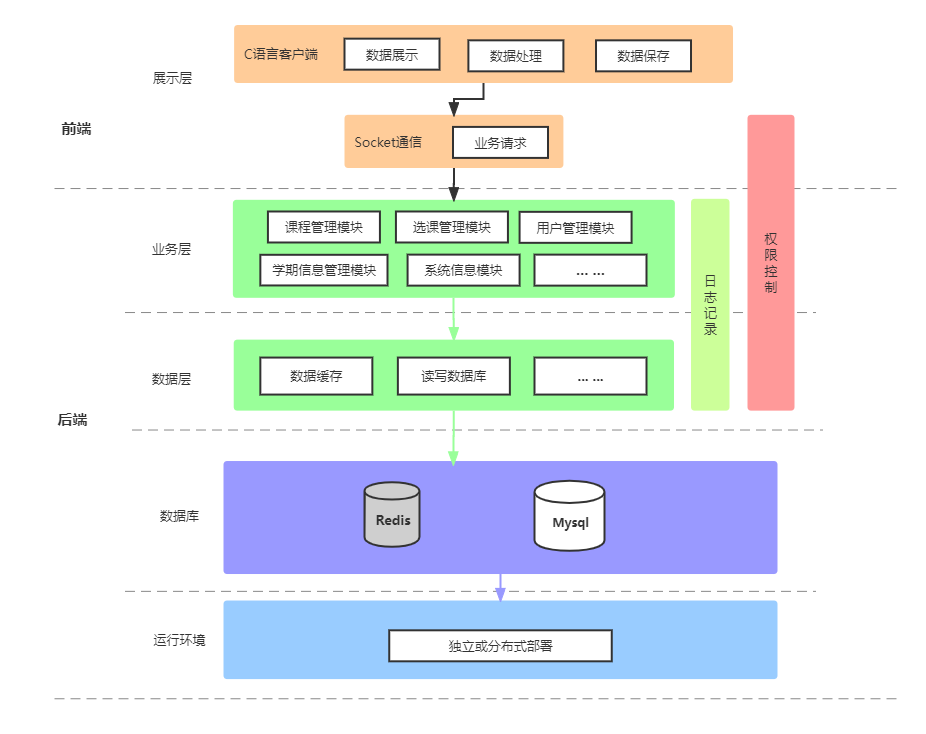 C语言客户端
数据展示
数据处理
数据保存
展示层
前端
Socket通信
业务请求
课程管理模块
选课管理模块
用户管理模块
业务层
学期信息管理模块
系统信息模块
... ...
权限控制
日志记录
数据层
数据缓存
读写数据库
... ...
后端
数据库
Redis
Mysql
运行环境
独立或分布式部署